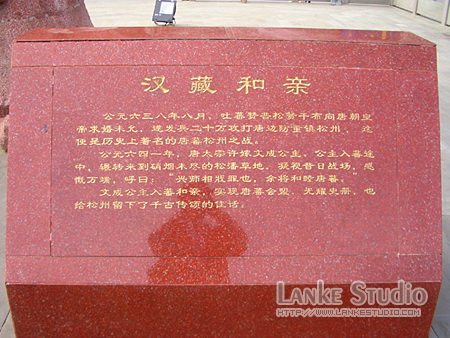 汉藏和亲
公元六三八年八月，吐蕃赞普松赞干布向唐朝皇
帝求婚未允，遂发兵二十万攻打唐边防重镇松州，这
便是历史上著名的唐蕃松州之战。
公元六四一年，唐太宗许嫁文成公主。公主入蕃途
中，辗转来到硝烟未尽的松潘草地，凝视昔日战场，感
慨万端，呼曰："兴师相戕罪也，余将和睦唐蕃。"
文成公主入蕃和亲，实现唐蕃会盟，光耀史册，也
给松州留下了千古传颂的佳话。
LANKE STUDIO
HTTP://WWW.LANKESTUDIO.COM